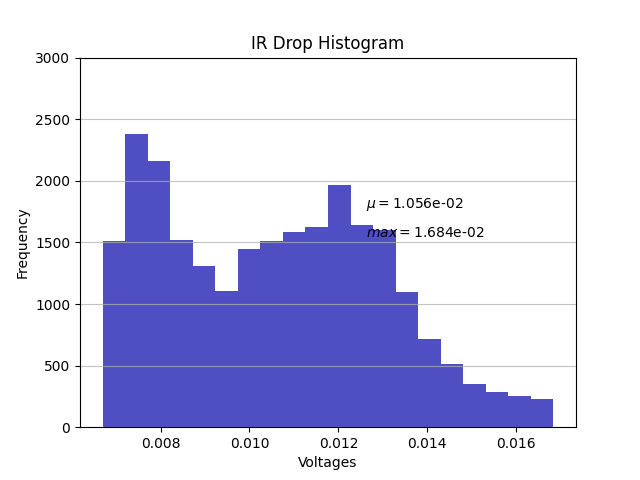 IR Drop Histogram
3000
2500
2000
1500
1000
500
0
Frequency
μ = 1.056e-02
max = 1.684e-02
0.008 0.010 0.012 0.014 0.016
Voltages